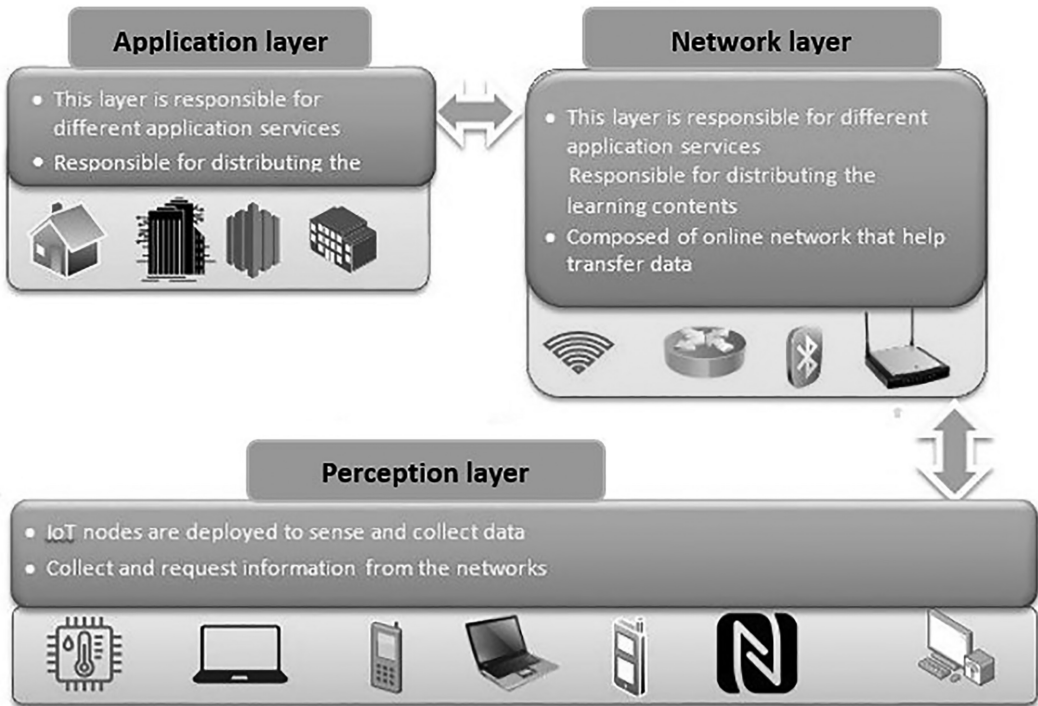 Application layer
• This layer is responsible for
different application services
• Responsible for distributing the
Network layer
• This layer is responsible for different
application services
Responsible for distributing the
learning contents
• Composed of online network that help
transfer data
Perception layer
• IoT nodes are deployed to sense and collect data
• Collect and request information from the networks